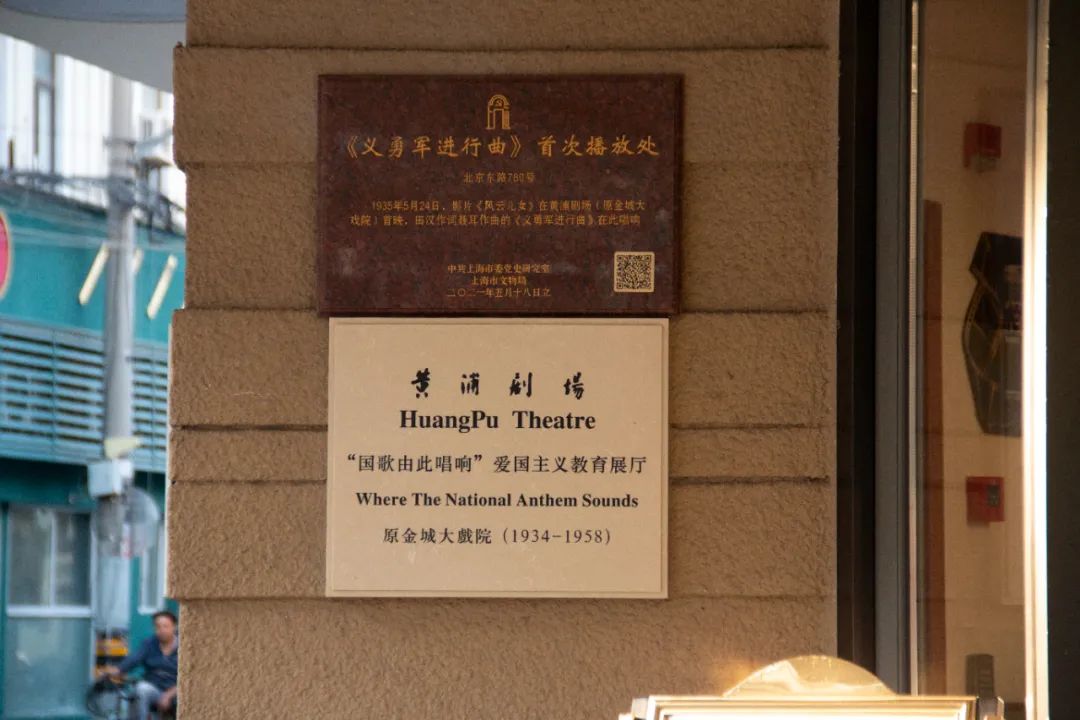 《义勇军进行曲》首次播放处
北京东路780号
1935年5月24日，影片《风云儿女》在黄浦剧场（原金城大
戏院）首映，田汉作词聂耳作曲的《义勇军进行曲》在此唱响
中共上海市委党史研究室
上海市文物局
二〇二一年五月十八日立
黄浦剧場
HuangPu Theatre
“国歌由此唱响”爱国主义教育展厅
Where The National Anthem Sounds
原金城大戲院（1934-1958）